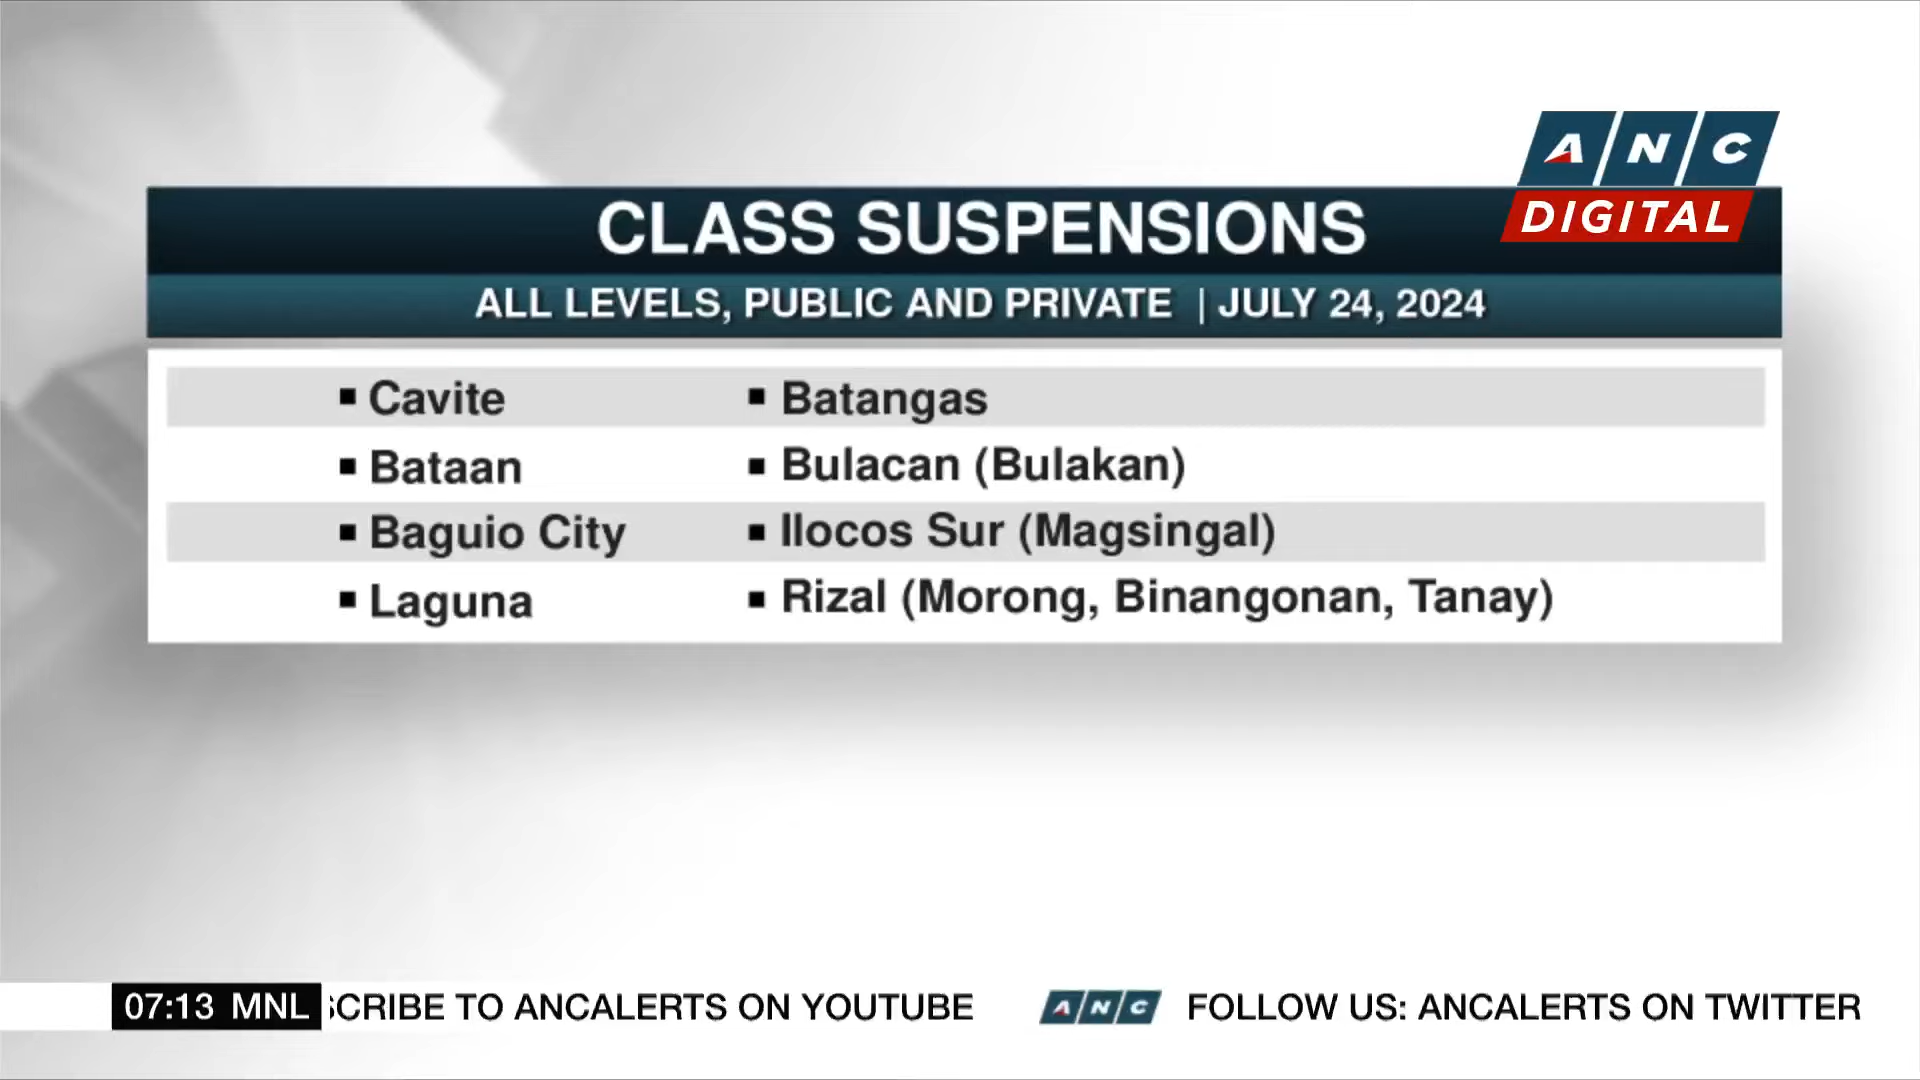 ANC
DIGITAL
CLASS SUSPENSIONS
ALL LEVELS, PUBLIC AND PRIVATE | JULY 24, 2024
▪ Cavite
▪ Bataan
▪ Baguio City
▪ Laguna
▪ Batangas
▪ Bulacan (Bulakan)
▪ Ilocos Sur (Magsingal)
▪ Rizal (Morong, Binangonan, Tanay)
07:13 MNL SCRIBE TO ANCALERTS ON YOUTUBE ANC FOLLOW US: ANCALERTS ON TWITTER